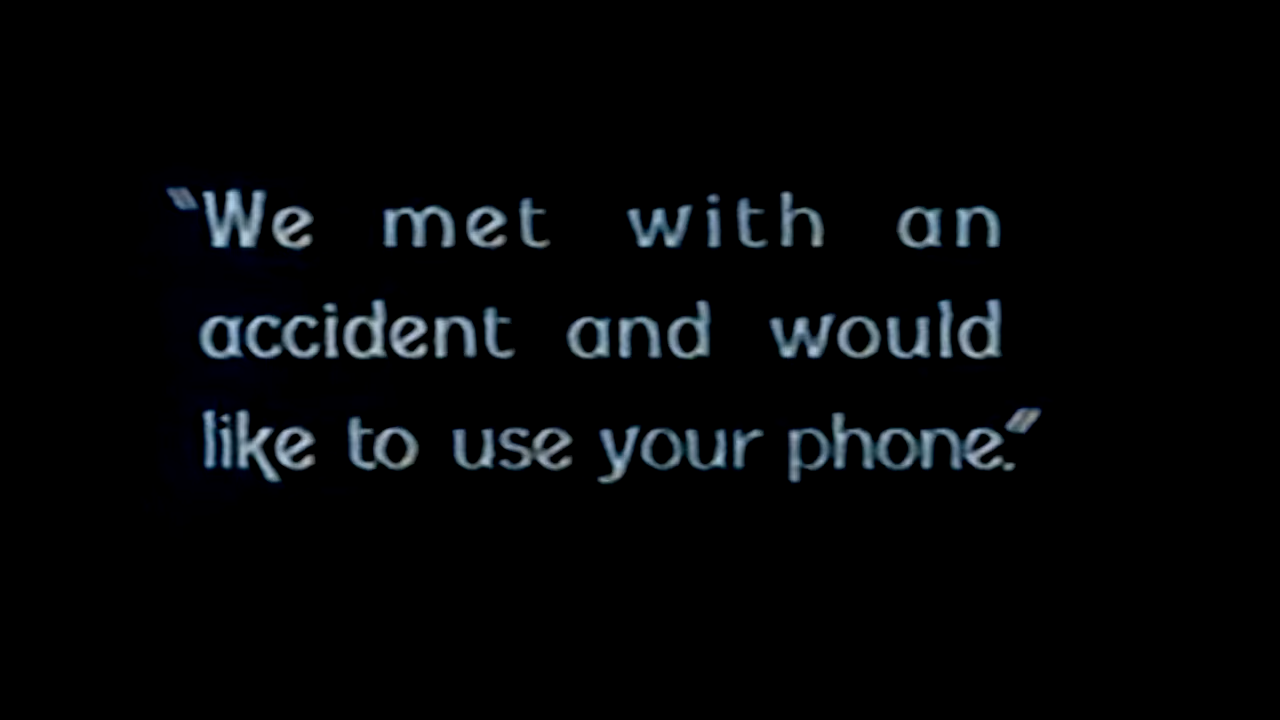 “We met with an
accident and would
like to use your phone.”